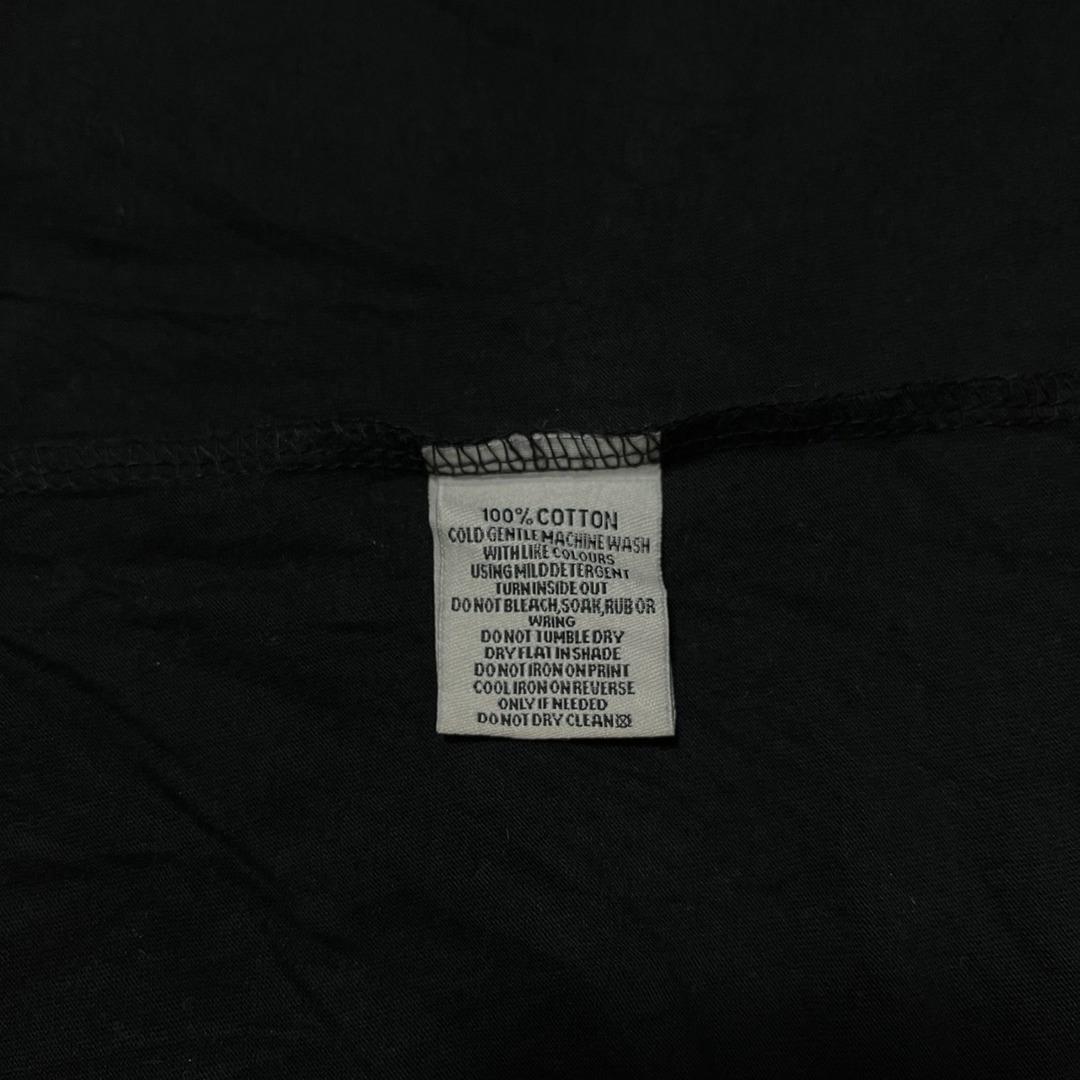 100% COTTON
COLD GENTLE MACHINE WASH
WITH LIKE COLOURS
USING MILD DETERGENT
TURN INSIDE OUT
DO NOT BLEACH,SOAK,RUB OR
WRING
DO NOT TUMBLE DRY
DRY FLAT IN SHADE
DO NOT IRON ON PRINT
COOL IRON ON REVERSE
ONLY IF NEEDED
DO NOT DRY CLEAN